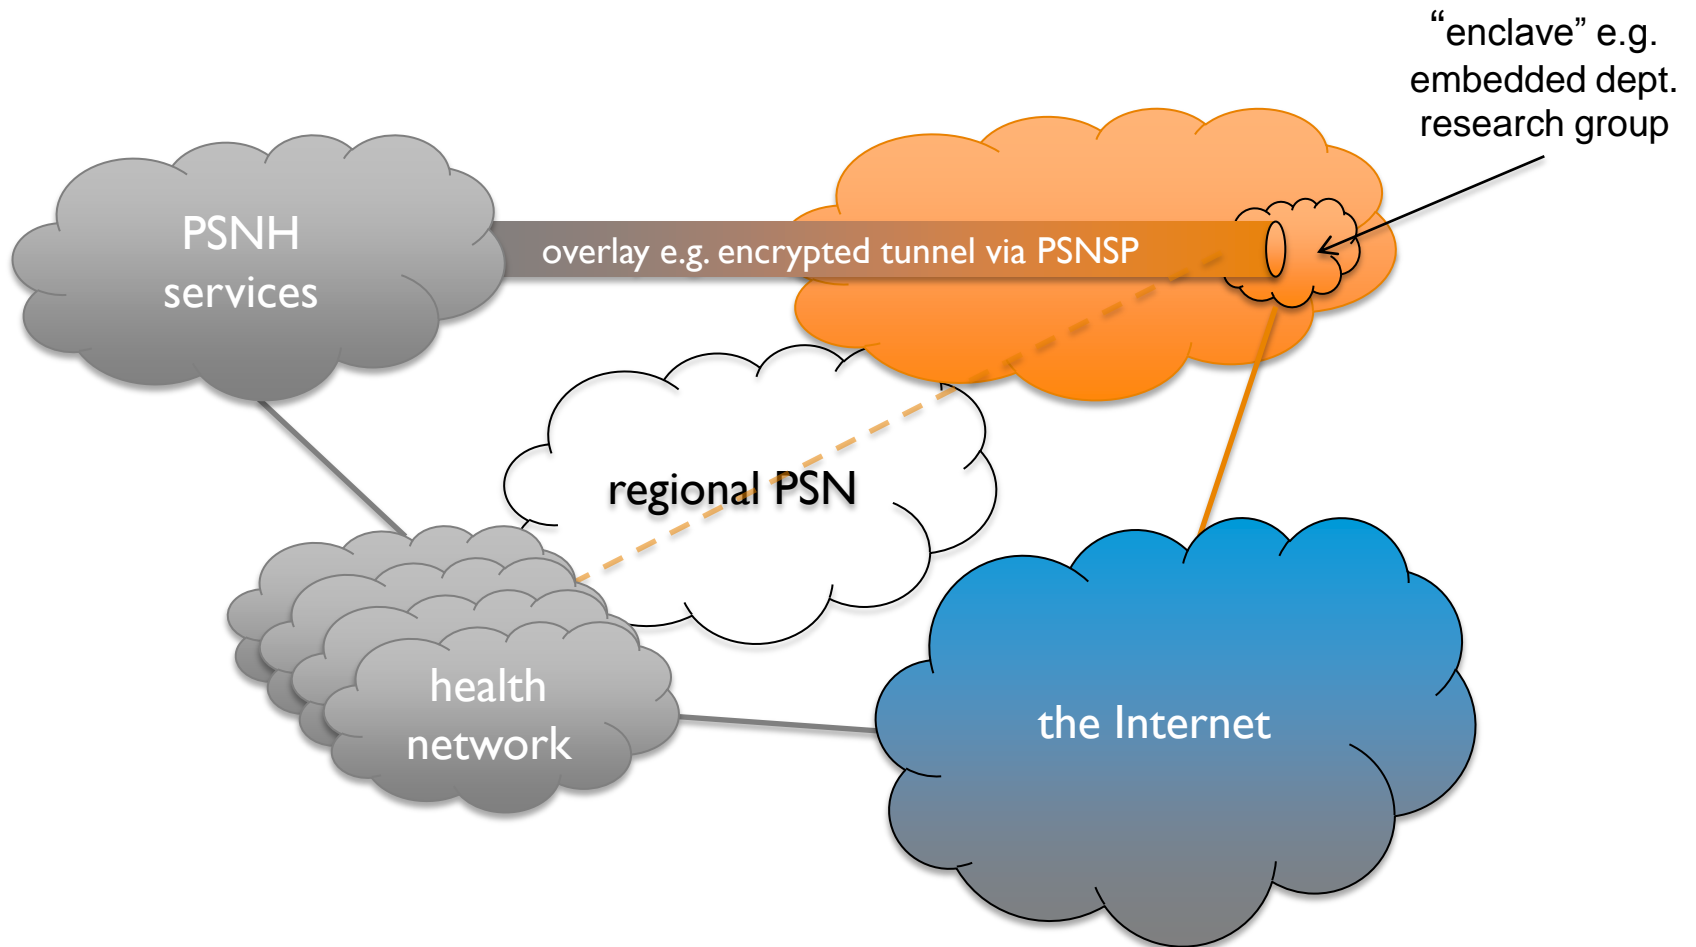 “enclave” e.g.
embedded dept.
research group
PSNH
services
overlay e.g. encrypted tunnel via PSNSP
regional PSN
health
network
the Internet